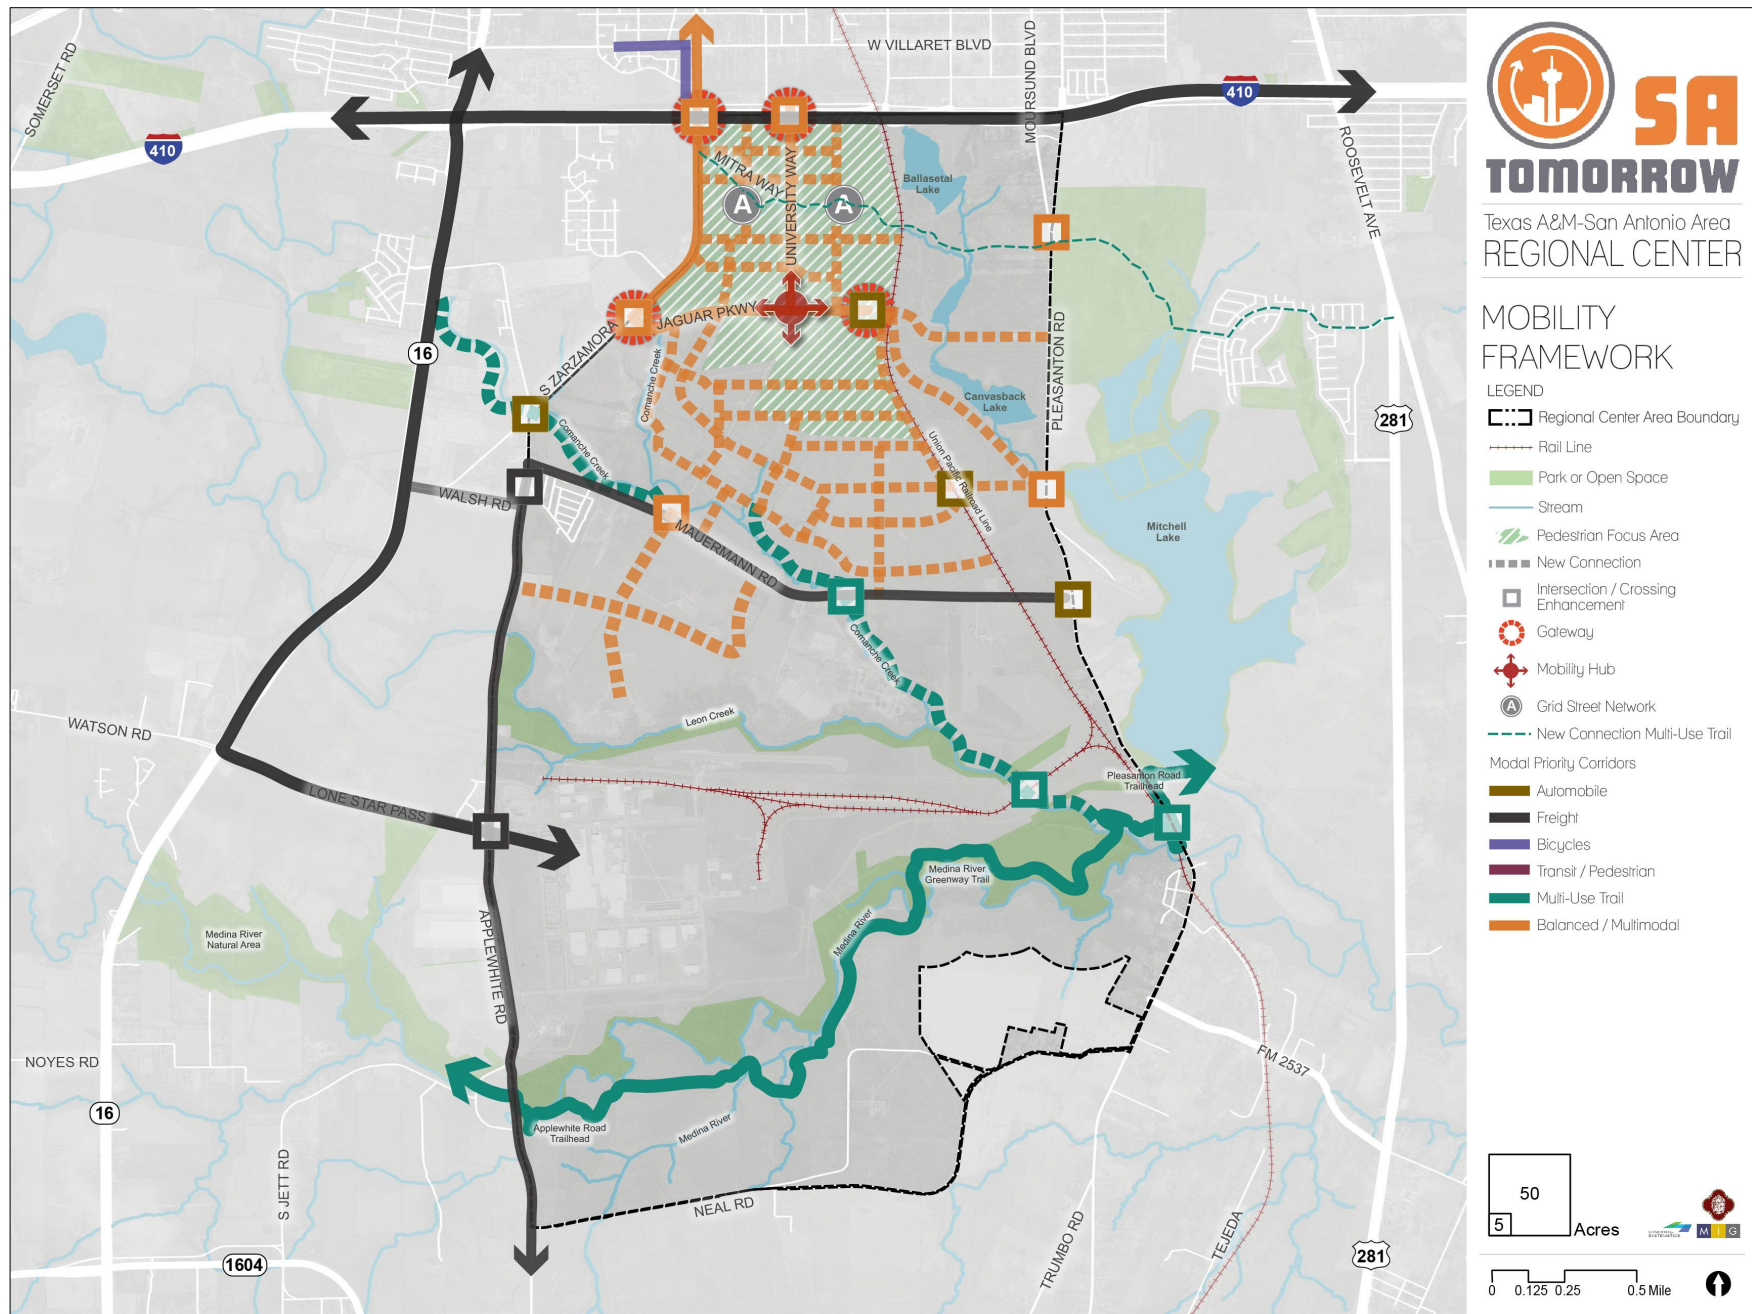 SOMERSET RD
W VILLARET BLVD
MOURSUND BLVD
410
410
ROOSEVELT AVE
MITRA WAY
UNIVERSITY WAY
Ballasetal
Lake
A
A
JAGUAR PKWY
S ZARZAMORA
16
Comanche Creek
PLEASANTON RD
Canvasback
Lake
281
Comanche Creek
Union Pacific Railroad Line
WALSH RD
MAUERMANN RD
Mitchell
Lake
Comanche Creek
Leon Creek
WATSON RD
LONE STAR PASS
Pleasanton Road
Trailhead
Medina River
Greenway Trail
Medina River
Natural Area
Medina River
APPLEWHITE RD
NOYES RD
FM 2537
16
Applewhite Road
Trailhead
Medina River
S JETT RD
NEAL RD
TRUMBO RD
TEJEDA
1604
281
SA
TOMORROW
Texas A&M-San Antonio Area
REGIONAL CENTER
MOBILITY
FRAMEWORK
LEGEND
Regional Center Area Boundary
Rail Line
Park or Open Space
Stream
Pedestrian Focus Area
New Connection
Intersection / Crossing
Enhancement
Gateway
Mobility Hub
A Grid Street Network
New Connection Multi-Use Trail
Modal Priority Corridors
Automobile
Freight
Bicycles
Transit / Pedestrian
Multi-Use Trail
Balanced / Multimodal
50
5
Acres
M I G
0 0.125 0.25 0.5 Mile